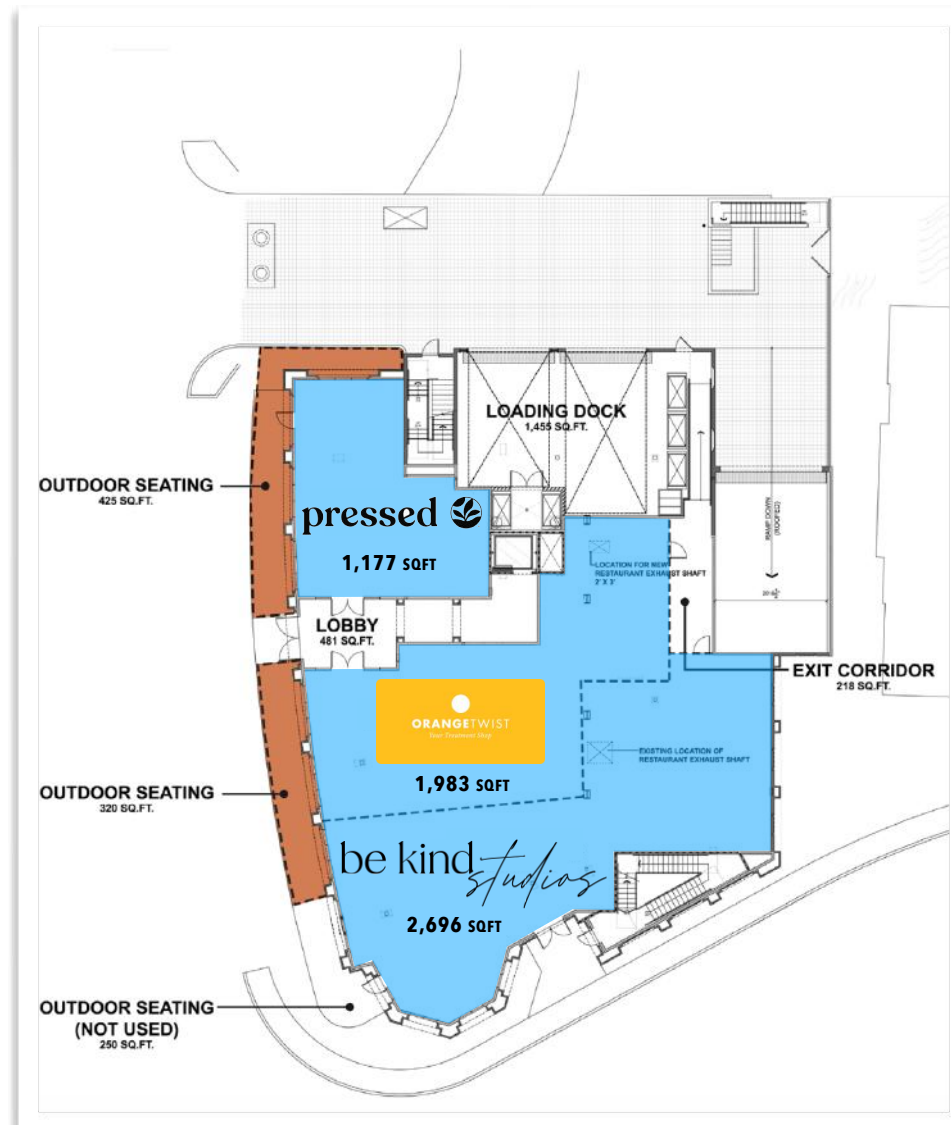 LOADING DOCK
1,455 SQ.FT.
OUTDOOR SEATING
425 SQ.FT.
pressed
1,177 SQFT
RAMP DOWN
(ROOFED)
LOCATION FOR NEW
RESTAURANT EXHAUST SHAFT
2' X 3'
LOBBY
481 SQ.FT.
EXIT CORRIDOR
218 SQ.FT.
ORANGETWIST
Your Treatment Shop
1,983 SQFT
EXISTING LOCATION OF
RESTAURANT EXHAUST SHAFT
OUTDOOR SEATING
320 SQ.FT.
be kind studios
2,696 SQFT
OUTDOOR SEATING
(NOT USED)
250 SQ.FT.